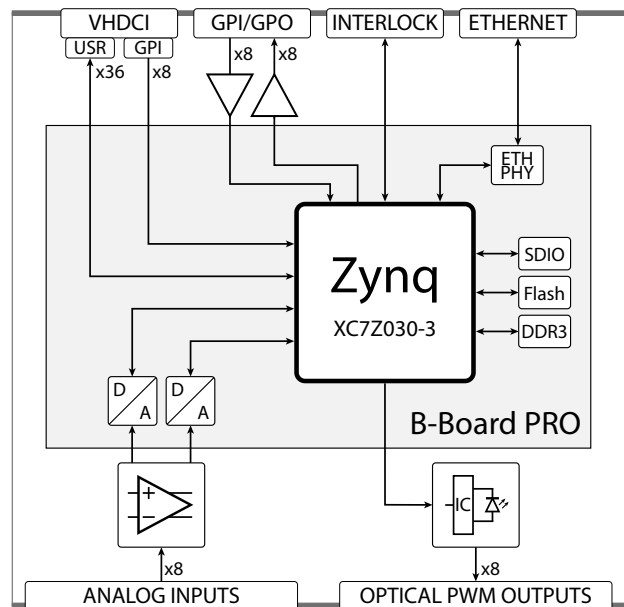 VHDCI GPI/GPO INTERLOCK ETHERNET
USR GPI
x36 x8 x8 x8
ETH
PHY
Zynq
XC7Z030-3
SDIO
Flash
DDR3
D A D A
B-Board PRO
+
−
IC
x8 x8
ANALOG INPUTS OPTICAL PWM OUTPUTS